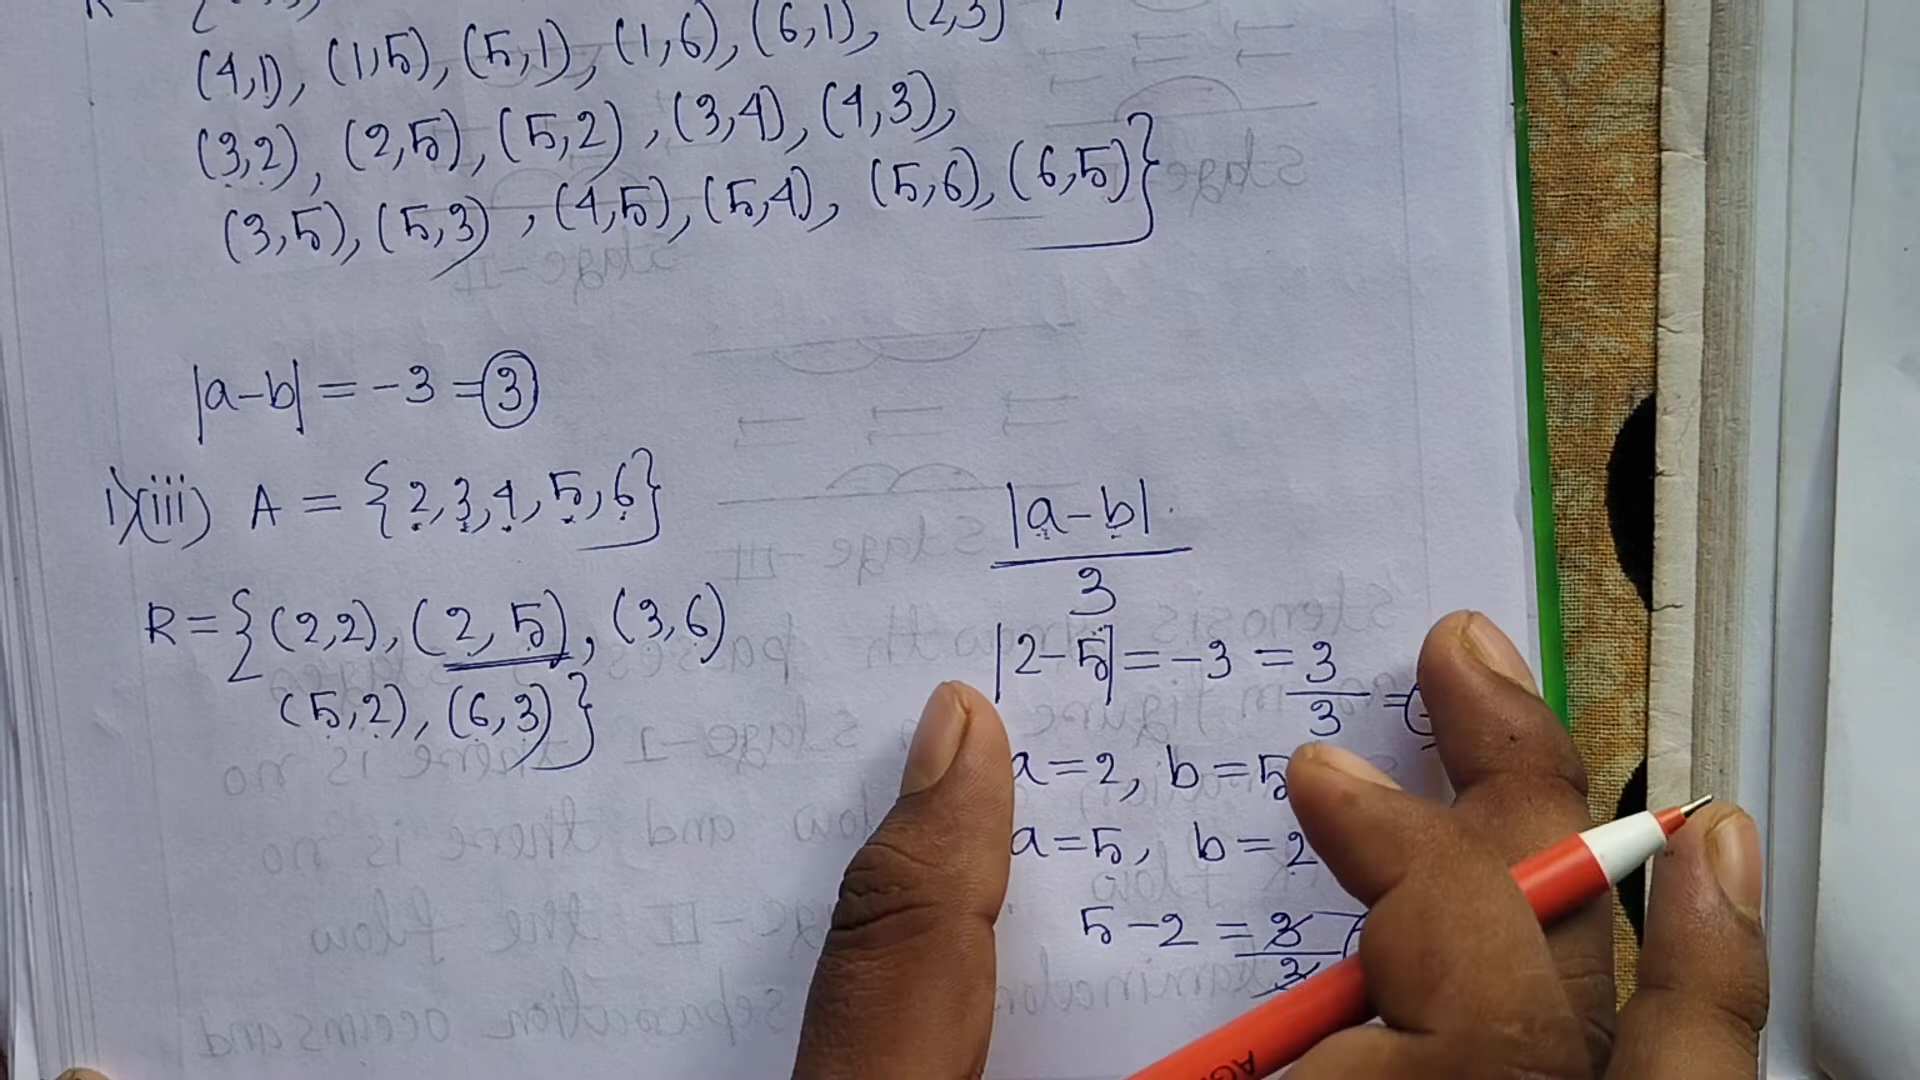 (4,1), (1,5), (5,1), (1,6), (6,1), (2,3)
(3,2), (2,5), (5,2), (3,4), (4,3),
(3,5), (5,3), (4,5), (5,4), (5,6), (6,5)}
|a-b| = -3 = 3
1)(iii) A = {2,3,4,5,6}
R = {(2,2), (2,5), (3,6)
(5,2), (6,3)}
|a-b|
3
|2-5| = -3 = 3/3 =
a=2, b=5
a=5, b=2
5-2 = 3/3